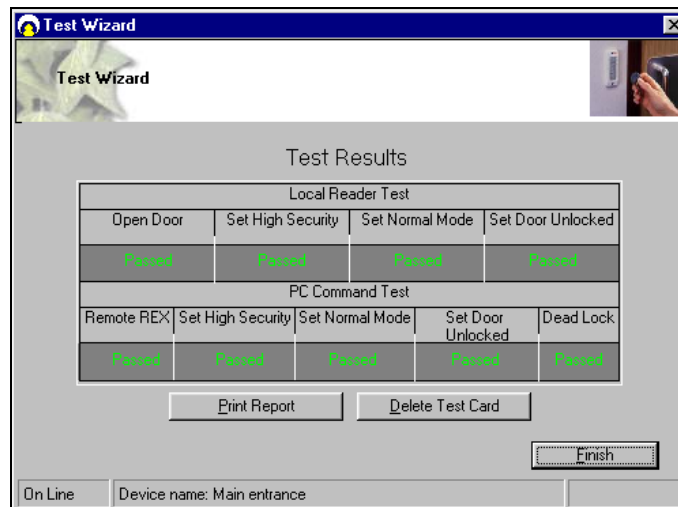 Test Wizard
Test Wizard
Test Results
Local Reader Test
Open Door Set High Security Set Normal Mode Set Door Unlocked
Passed Passed Passed Passed
PC Command Test
Remote REX Set High Security Set Normal Mode Set Door Unlocked Dead Lock
Passed Passed Passed Passed Passed
Print Report Delete Test Card
Finish
On Line Device name: Main entrance